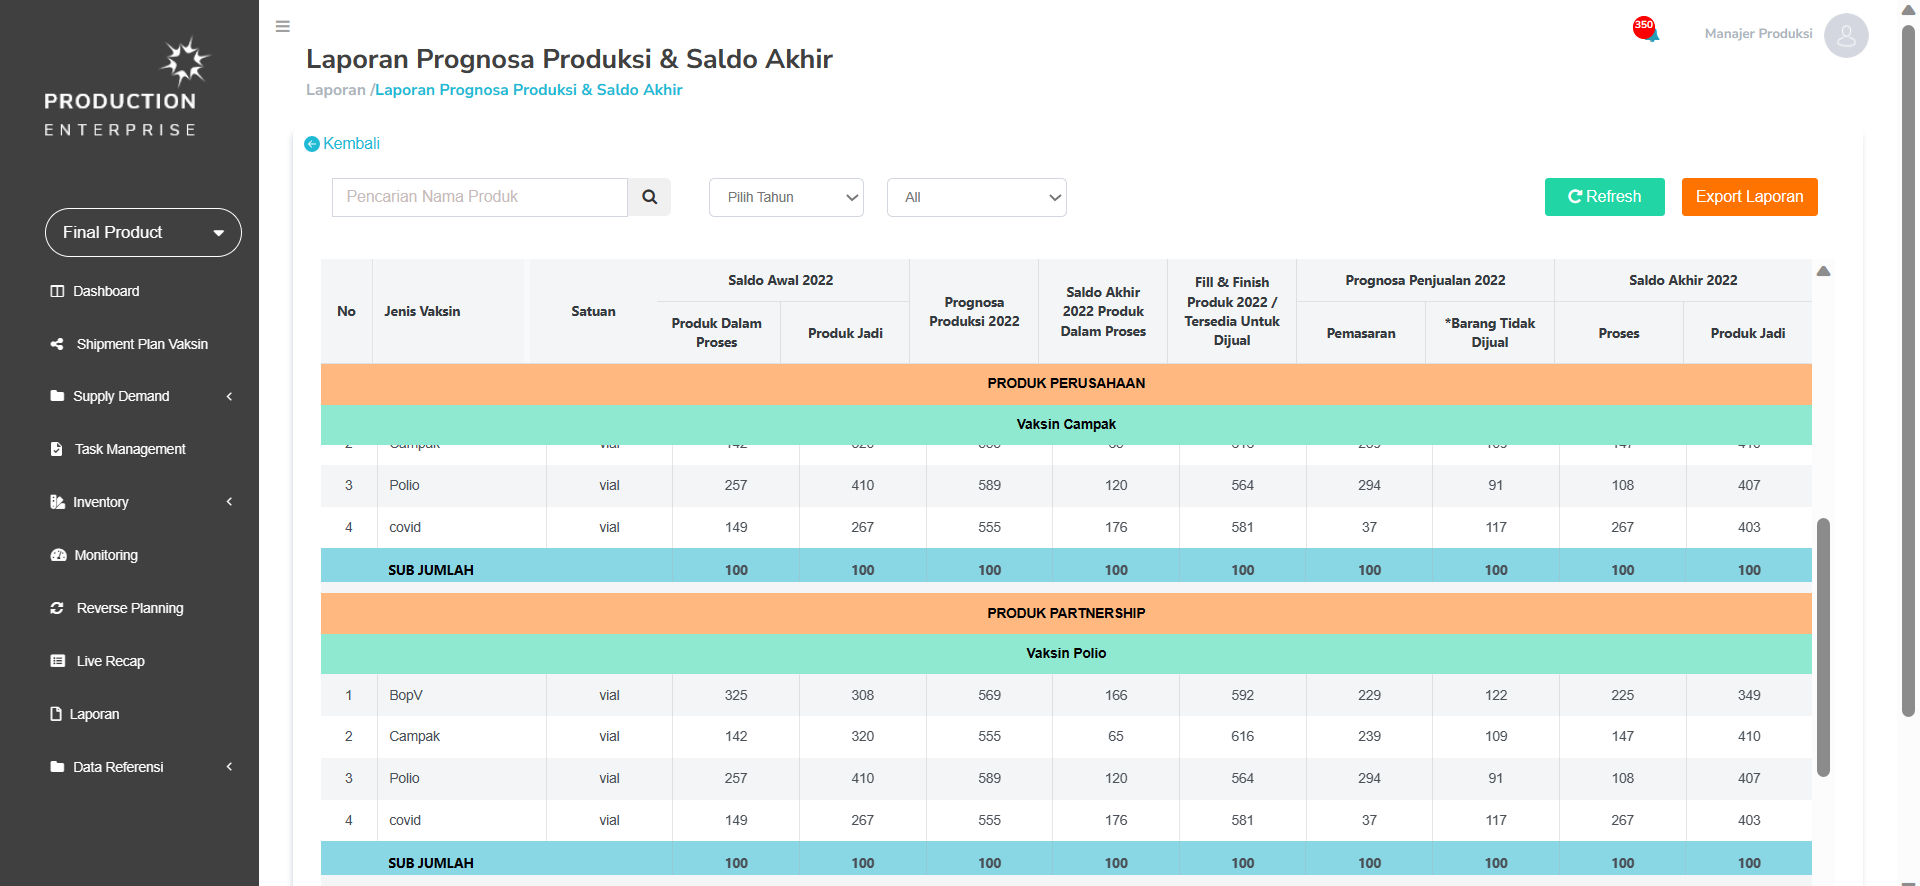 PRODUCTION
ENTERPRISE
Final Product
Dashboard
Shipment Plan Vaksin
Supply Demand
Task Management
Inventory
Monitoring
Reverse Planning
Live Recap
Laporan
Data Referensi
350
Manajer Produksi
Laporan Prognosa Produksi & Saldo Akhir
Laporan /Laporan Prognosa Produksi & Saldo Akhir
Kembali
Pencarian Nama Produk
Pilih Tahun
All
Refresh
Export Laporan
No
Jenis Vaksin
Satuan
Saldo Awal 2022
Produk Dalam
Proses
Produk Jadi
Prognosa
Produksi 2022
Saldo Akhir
2022 Produk
Dalam Proses
Fill & Finish
Produk 2022 /
Tersedia Untuk
Dijual
Prognosa Penjualan 2022
Pemasaran
*Barang Tidak
Dijual
Saldo Akhir 2022
Proses
Produk Jadi
PRODUK PERUSAHAAN
Vaksin Campak
3 Polio vial 257 410 589 120 564 294 91 108 407
4 covid vial 149 267 555 176 581 37 117 267 403
SUB JUMLAH 100 100 100 100 100 100 100 100 100
PRODUK PARTNERSHIP
Vaksin Polio
1 BopV vial 325 308 569 166 592 229 122 225 349
2 Campak vial 142 320 555 65 616 239 109 147 410
3 Polio vial 257 410 589 120 564 294 91 108 407
4 covid vial 149 267 555 176 581 37 117 267 403
SUB JUMLAH 100 100 100 100 100 100 100 100 100